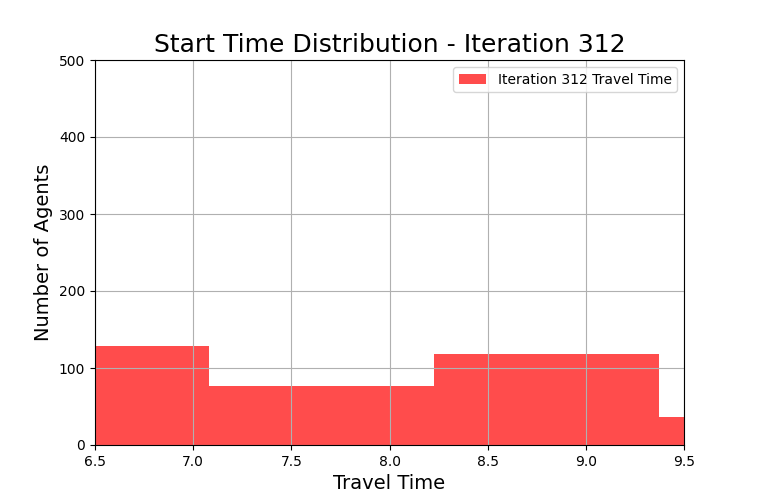 Start Time Distribution - Iteration 312
Iteration 312 Travel Time
Number of Agents
500
400
300
200
100
0
6.5 7.0 7.5 8.0 8.5 9.0 9.5
Travel Time